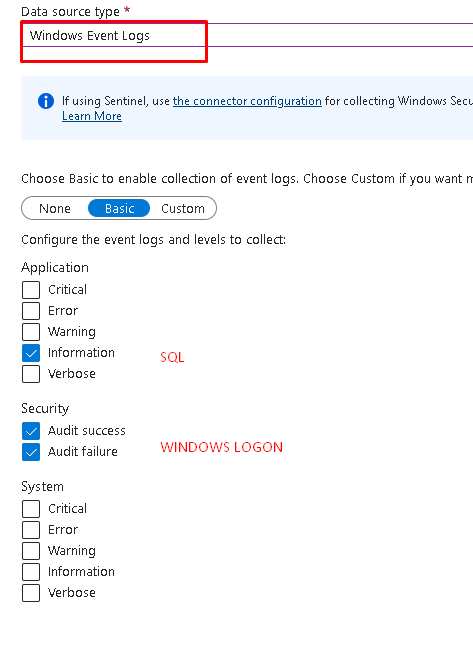 Data source type *
Windows Event Logs
If using Sentinel, use the connector configuration for collecting Windows Secu
Learn More
Choose Basic to enable collection of event logs. Choose Custom if you want m
None Basic Custom
Configure the event logs and levels to collect:
Application
Critical
Error
Warning
Information SQL
Verbose
Security
Audit success
Audit failure WINDOWS LOGON
System
Critical
Error
Warning
Information
Verbose